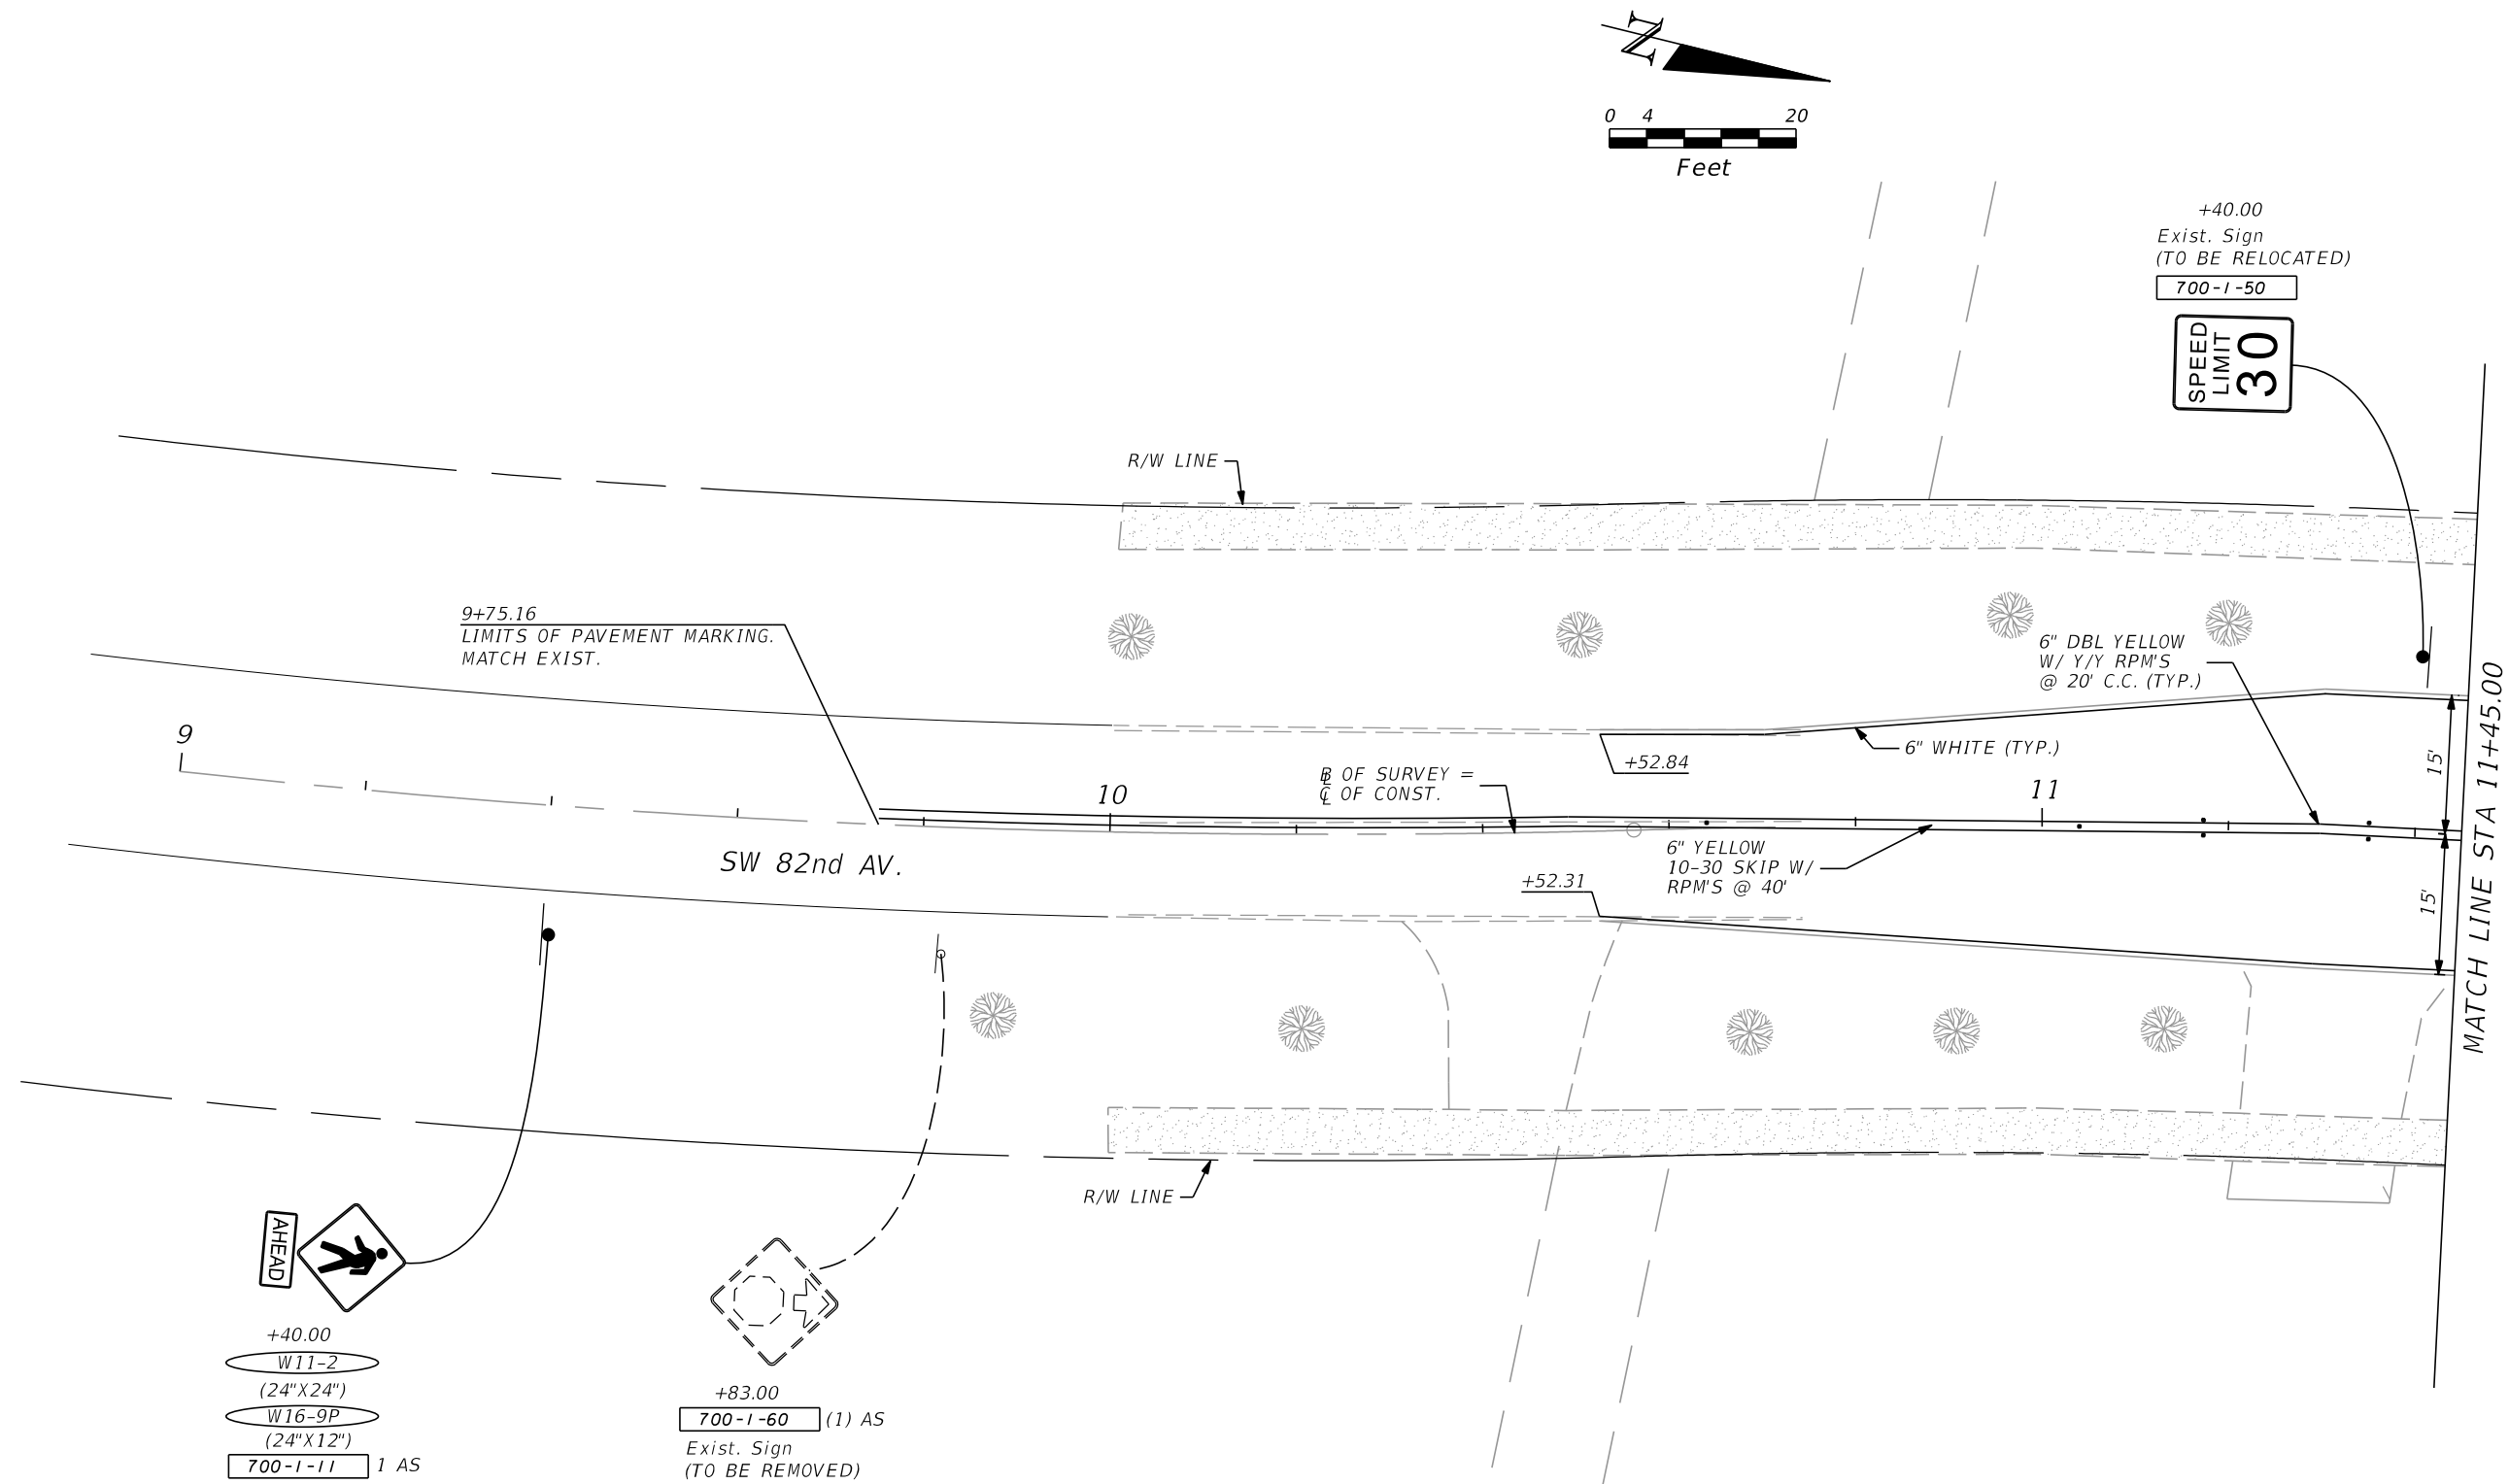 N
0 4 20
Feet
+40.00
Exist. Sign
(TO BE RELOCATED)
700-1-50
SPEED
LIMIT
30
R/W LINE
9+75.16
LIMITS OF PAVEMENT MARKING.
MATCH EXIST.
6" DBL YELLOW
W/ Y/Y RPM'S
@ 20' C.C. (TYP.)
9
10
11
B OF SURVEY =
C OF CONST.
+52.84
6" WHITE (TYP.)
15'
15'
MATCH LINE STA 11+45.00
SW 82nd AV.
6" YELLOW
10-30 SKIP W/
RPM'S @ 40'
+52.31
R/W LINE
AHEAD
+40.00
W11-2
(24"X24")
W16-9P
(24"X12")
700-1-11 1 AS
+83.00
700-1-60 (1) AS
Exist. Sign
(TO BE REMOVED)